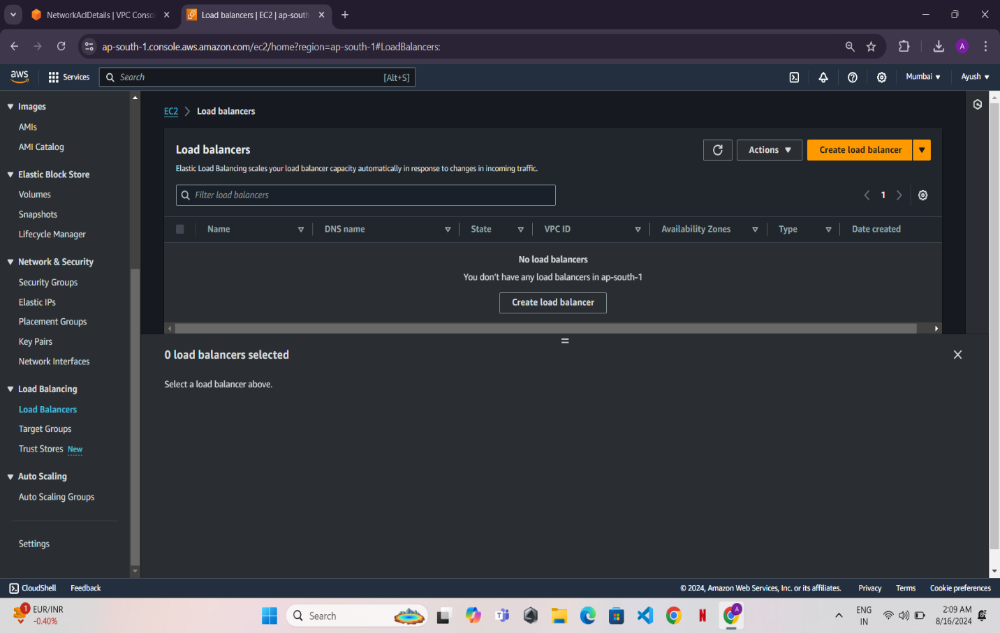 NetworkAclDetails | VPC Conso
Load balancers | EC2 | ap-south
ap-south-1.console.aws.amazon.com/ec2/home?region=ap-south-1#LoadBalancers:
A
aws
Services
Search
[Alt+S]
Mumbai
Ayush
Images
AMIs
AMI Catalog
Elastic Block Store
Volumes
Snapshots
Lifecycle Manager
Network & Security
Security Groups
Elastic IPs
Placement Groups
Key Pairs
Network Interfaces
Load Balancing
Load Balancers
Target Groups
Trust Stores New
Auto Scaling
Auto Scaling Groups
Settings
EC2 > Load balancers
Load balancers
Actions
Create load balancer
Elastic Load Balancing scales your load balancer capacity automatically in response to changes in incoming traffic.
Filter load balancers
1
Name DNS name State VPC ID Availability Zones Type Date created
No load balancers
You don't have any load balancers in ap-south-1
Create load balancer
0 load balancers selected
Select a load balancer above.
CloudShell Feedback
© 2024, Amazon Web Services, Inc. or its affiliates. Privacy Terms Cookie preferences
1
EUR/INR
-0.40%
Search
N
A
ENG
IN
2:09 AM
8/16/2024